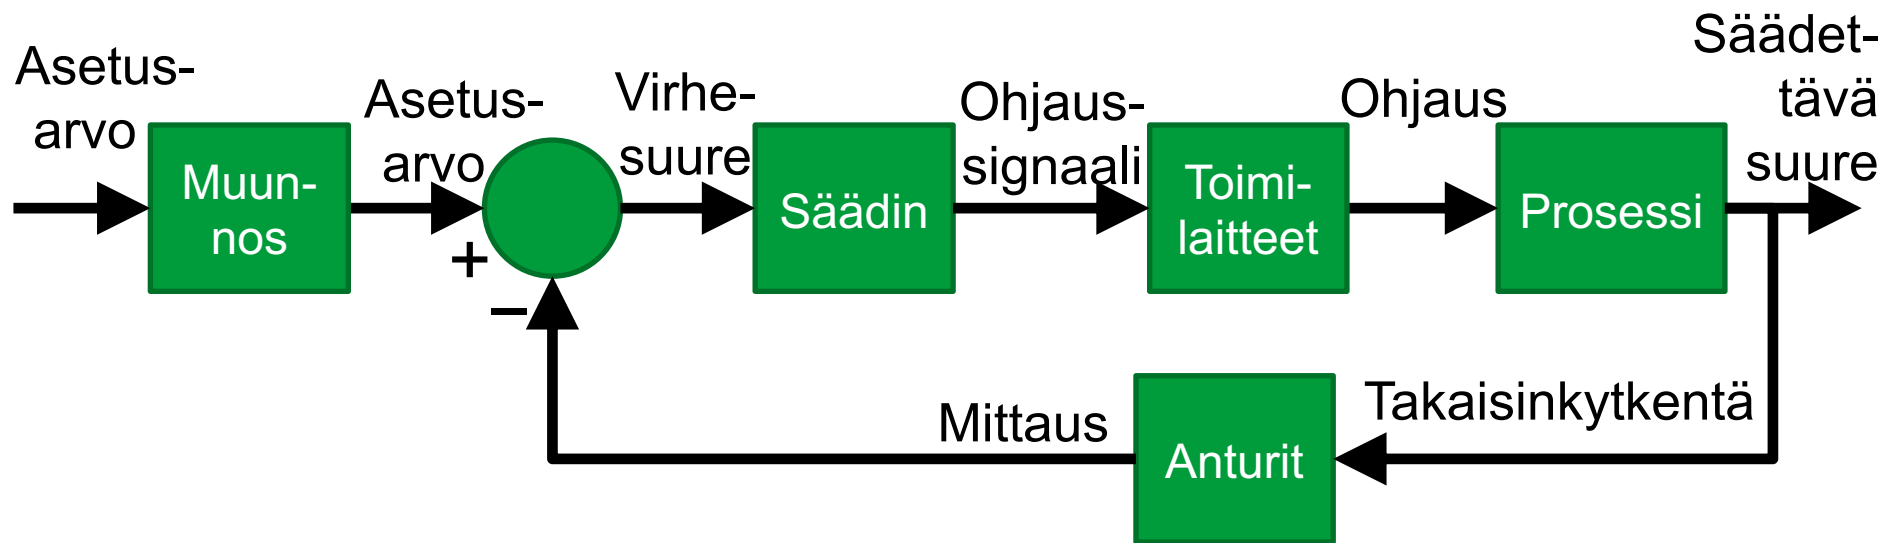 Asetus-
arvo
Muun-
nos
Asetus-
arvo
+
–
Virhe-
suure
Säädin
Ohjaus-
signaali
Toimi-
laitteet
Ohjaus
Prosessi
Säädet-
tävä
suure
Takaisinkytkentä
Anturit
Mittaus